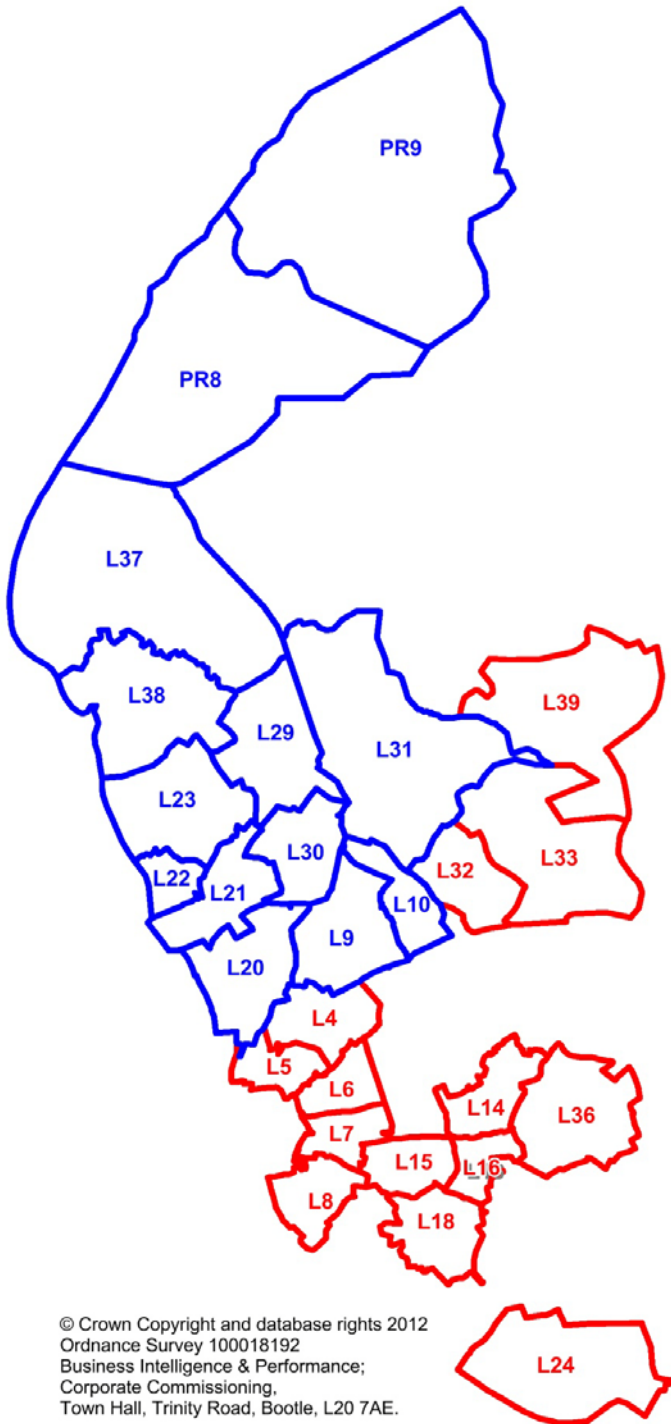 PR9
PR8
L37
L39
L38
L29
L31
L23
L30
L33
L32
L22
L21
L10
L9
L20
L4
L5
L6
L14
L36
L7
L15
L16
L8
L18
© Crown Copyright and database rights 2012
Ordnance Survey 100018192
Business Intelligence & Performance;
Corporate Commissioning,
Town Hall, Trinity Road, Bootle, L20 7AE.
L24